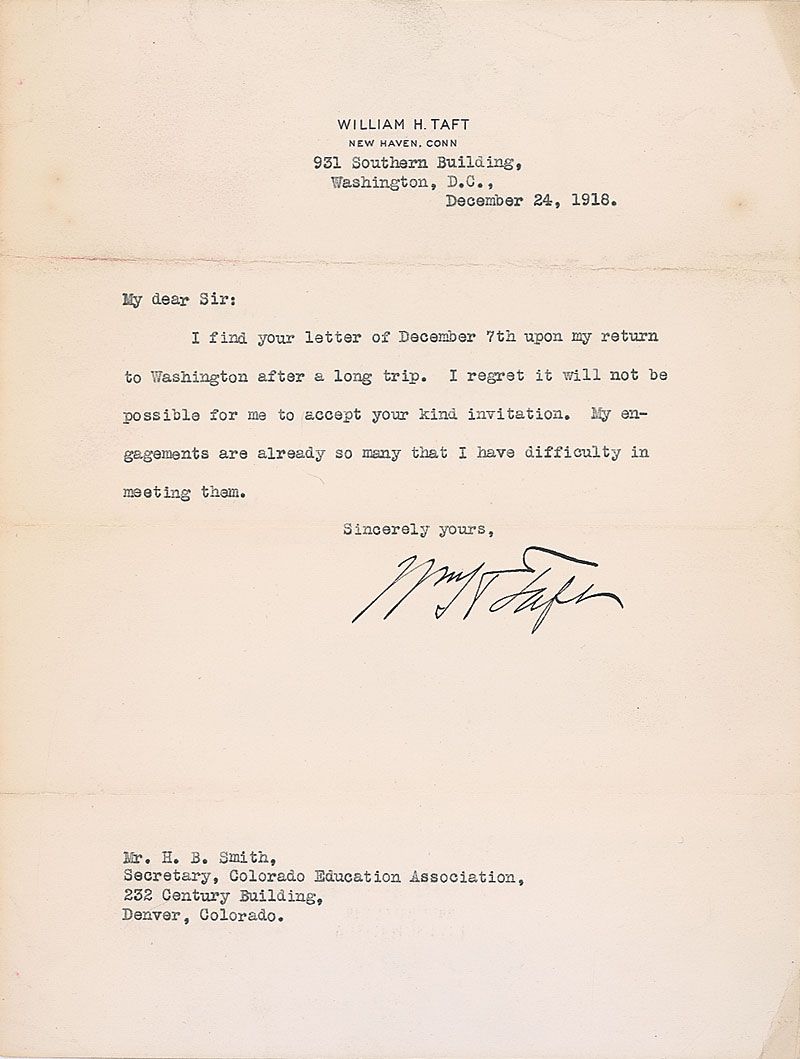 WILLIAM H. TAFT
NEW HAVEN, CONN
931 Southern Building,
Washington, D.C.,
December 24, 1918.
My dear Sir:
I find your letter of December 7th upon my return
to Washington after a long trip. I regret it will not be
possible for me to accept your kind invitation. My en-
gagements are already so many that I have difficulty in
meeting them.
Sincerely yours,
Wm H Taft
Mr. H. B. Smith,
Secretary, Colorado Education Association,
232 Century Building,
Denver, Colorado.